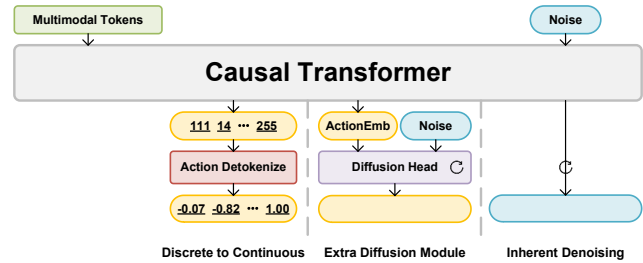 Multimodal Tokens
Noise
Causal Transformer
111 14 ··· 255
ActionEmb
Noise
Action Detokenize
Diffusion Head
-0.07 -0.82 ··· 1.00
Discrete to Continuous
Extra Diffusion Module
Inherent Denoising